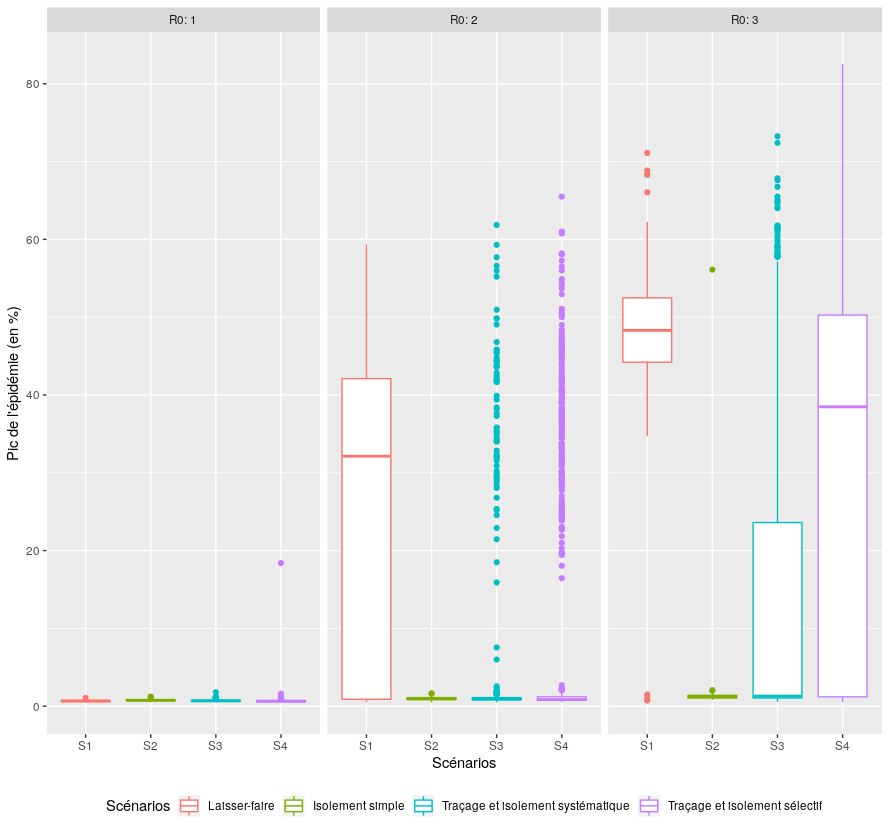 R0: 1 R0: 2 R0: 3
Pic de l'épidémie (en %)
80
60
40
20
0
S1 S2 S3 S4 S1 S2 S3 S4 S1 S2 S3 S4
Scénarios
Scénarios Laisser-faire Isolement simple Traçage et isolement systématique Traçage et isolement sélectif